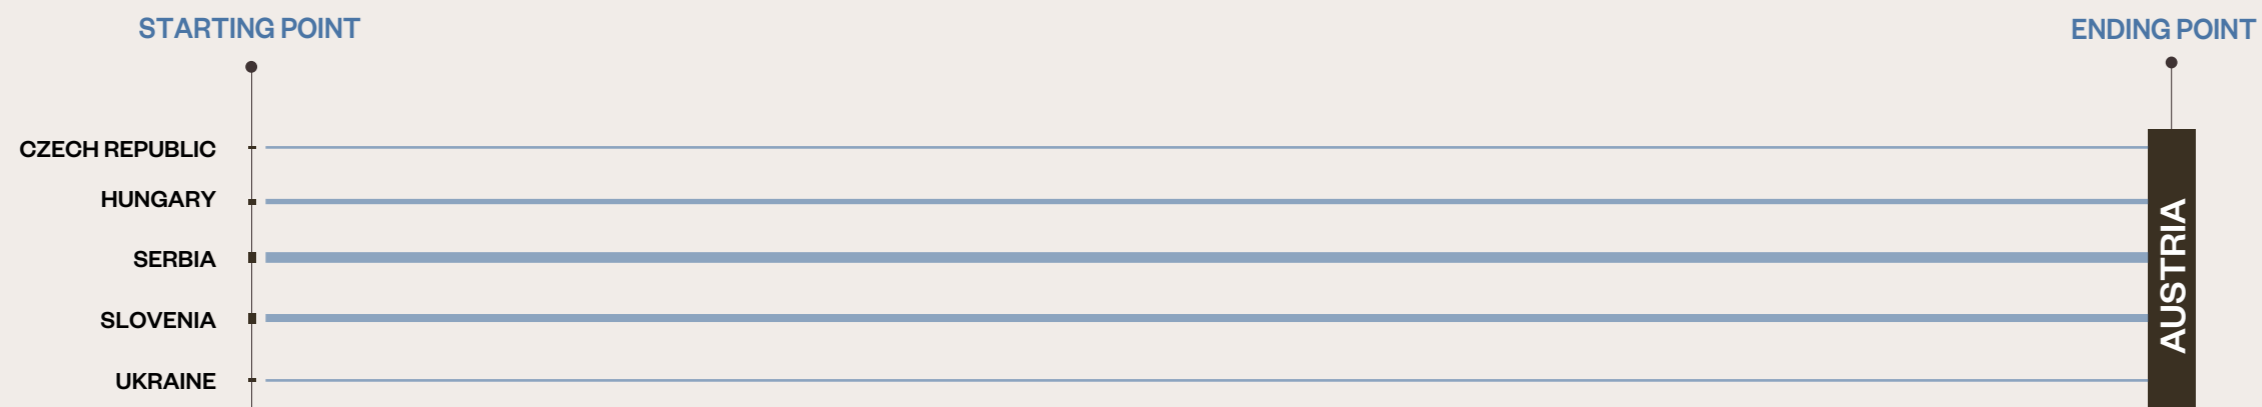 STARTING POINT
ENDING POINT
CZECH REPUBLIC
HUNGARY
SERBIA
SLOVENIA
UKRAINE
AUSTRIA